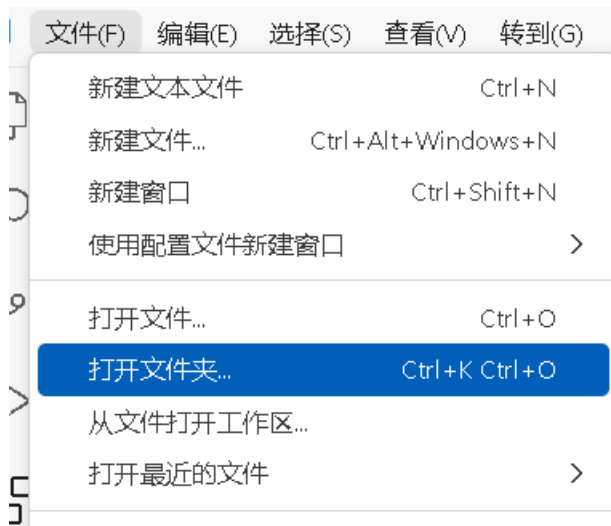 文件(F) 编辑(E) 选择(S) 查看(V) 转到(G)
新建文本文件 Ctrl+N
新建文件... Ctrl+Alt+Windows+N
新建窗口 Ctrl+Shift+N
使用配置文件新建窗口
打开文件... Ctrl+O
打开文件夹... Ctrl+K Ctrl+O
从文件打开工作区...
打开最近的文件